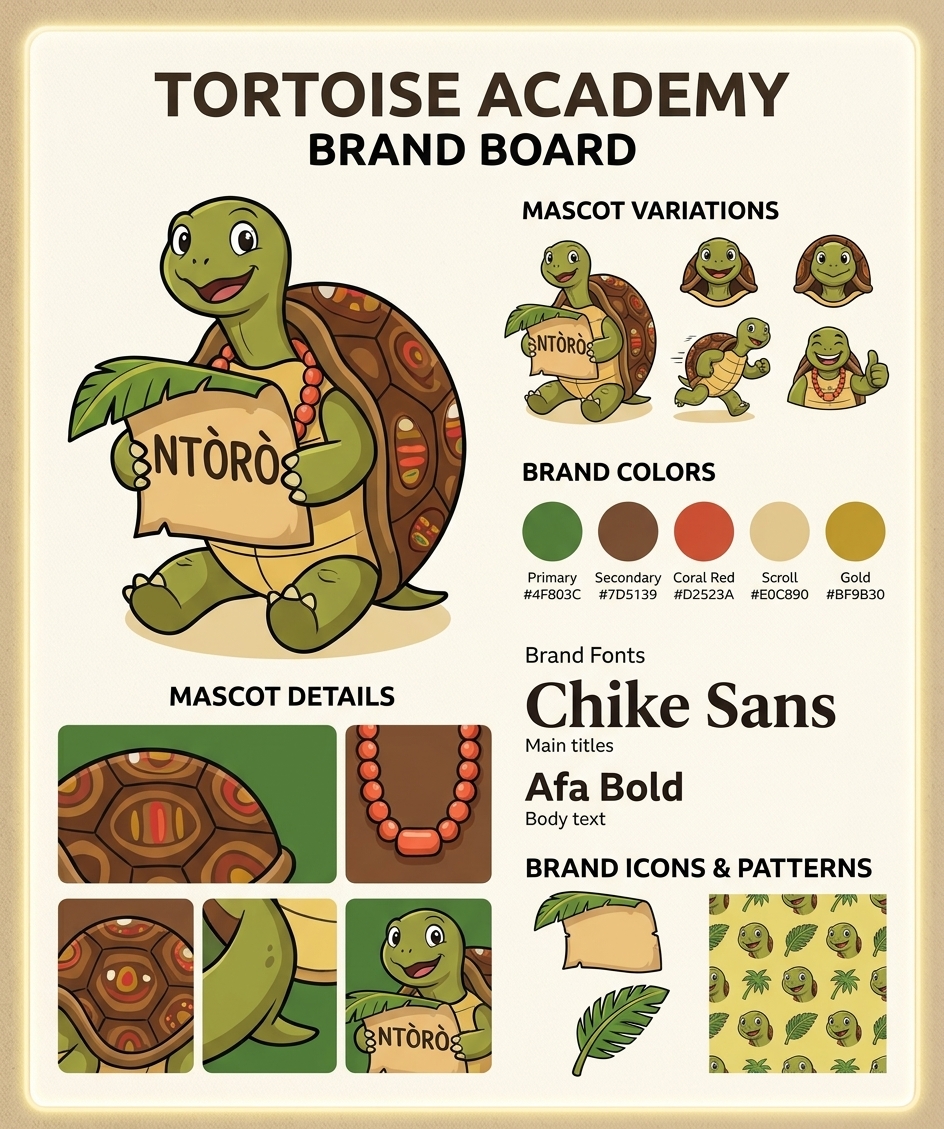 TORTOISE ACADEMY
BRAND BOARD
NTÒRÒ
MASCOT VARIATIONS
NTÒRÒ
BRAND COLORS
Primary
#4F803C
Secondary
#7D5139
Coral Red
#D2523A
Scroll
#E0C890
Gold
#BF9B30
Brand Fonts
Chike Sans
Main titles
Afa Bold
Body text
MASCOT DETAILS
NTÒRÒ
BRAND ICONS & PATTERNS